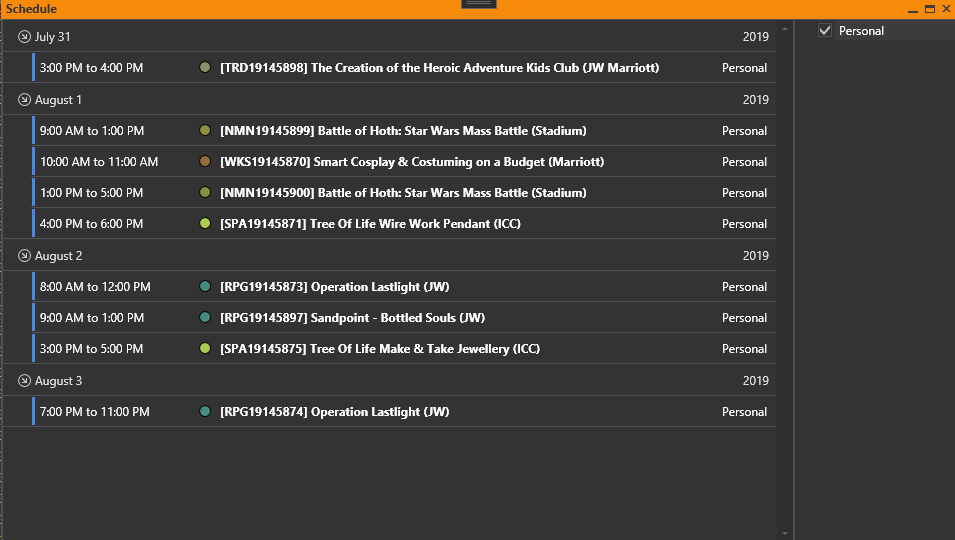 Schedule
July 31 2019
3:00 PM to 4:00 PM [TRD19145898] The Creation of the Heroic Adventure Kids Club (JW Marriott) Personal
August 1 2019
9:00 AM to 1:00 PM [NMN19145899] Battle of Hoth: Star Wars Mass Battle (Stadium) Personal
10:00 AM to 11:00 AM [WKS19145870] Smart Cosplay & Costuming on a Budget (Marriott) Personal
1:00 PM to 5:00 PM [NMN19145900] Battle of Hoth: Star Wars Mass Battle (Stadium) Personal
4:00 PM to 6:00 PM [SPA19145871] Tree Of Life Wire Work Pendant (ICC) Personal
August 2 2019
8:00 AM to 12:00 PM [RPG19145873] Operation Lastlight (JW) Personal
9:00 AM to 1:00 PM [RPG19145897] Sandpoint - Bottled Souls (JW) Personal
3:00 PM to 5:00 PM [SPA19145875] Tree Of Life Make & Take Jewellery (ICC) Personal
August 3 2019
7:00 PM to 11:00 PM [RPG19145874] Operation Lastlight (JW) Personal
Personal